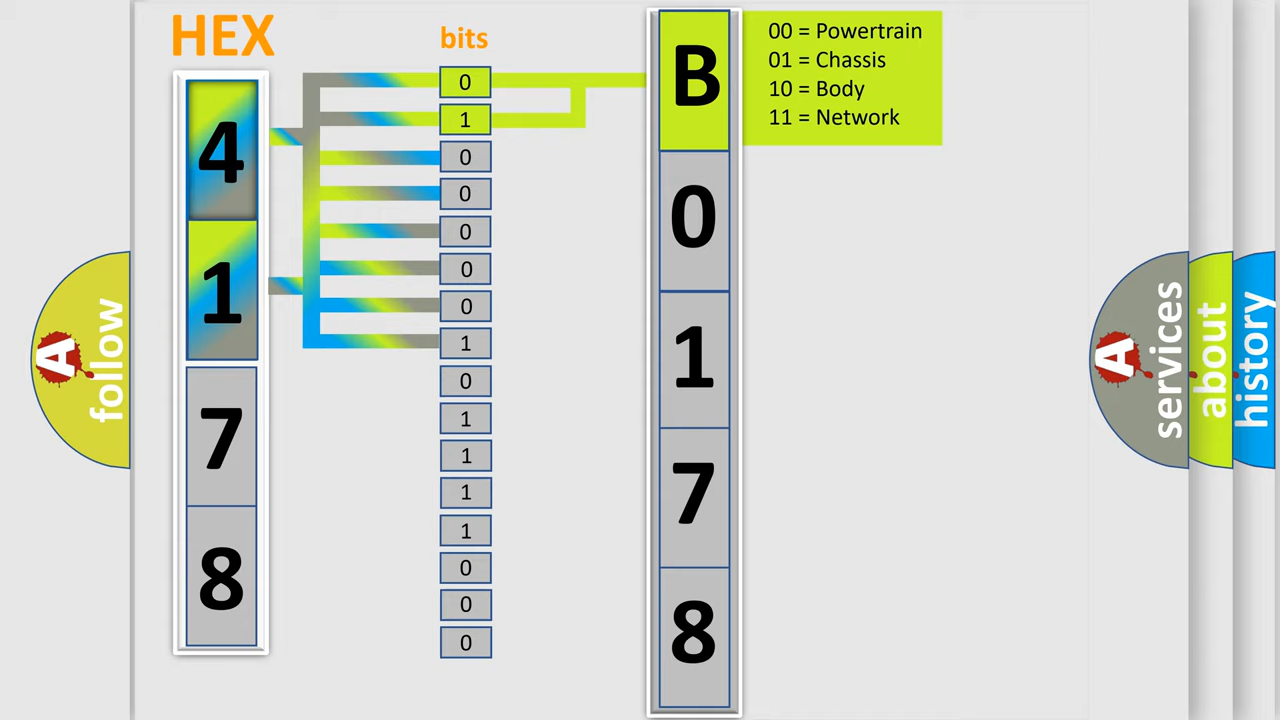 HEX
bits
4
1
7
8
0
1
0
0
0
0
0
1
0
1
1
1
1
0
0
0
B
0
1
7
8
00 = Powertrain
01 = Chassis
10 = Body
11 = Network
A
follow
A
services
about
history